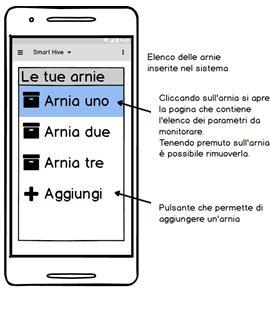 Smart Hive
Le tue arnie
Arnia uno
Arnia due
Arnia tre
Aggiungi
Elenco delle arnie
inserite nel sistema
Cliccando sull'arnia si apre
la pagina che contiene
l'elenco dei parametri da
monitorare.
Tenendo premuto sull'arnia
è possibile rimuoverla.
Pulsante che permette di
aggiungere un'arnia